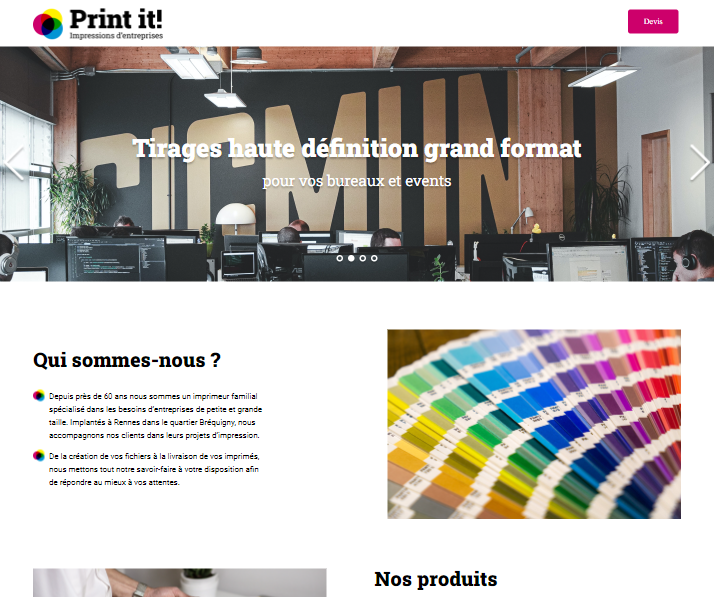 Print it!
Impressions d'entreprises
Devis
Tirages haute définition grand format
pour vos bureaux et events
Qui sommes-nous ?
Depuis près de 60 ans nous sommes un imprimeur familial
spécialisé dans les besoins d'entreprises de petite et grande
taille. Implantés à Rennes dans le quartier Bréquigny, nous
accompagnons nos clients dans leurs projets d'impression.
De la création de vos fichiers à la livraison de vos imprimés,
nous mettons tout notre savoir-faire à votre disposition afin
de répondre au mieux à vos attentes.
Nos produits